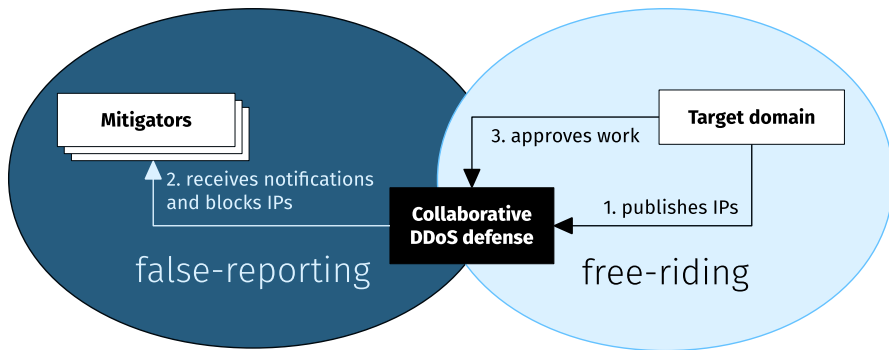 Mitigators
Target domain
3. approves work
2. receives notifications
and blocks IPs
Collaborative
DDoS defense
1. publishes IPs
false-reporting
free-riding